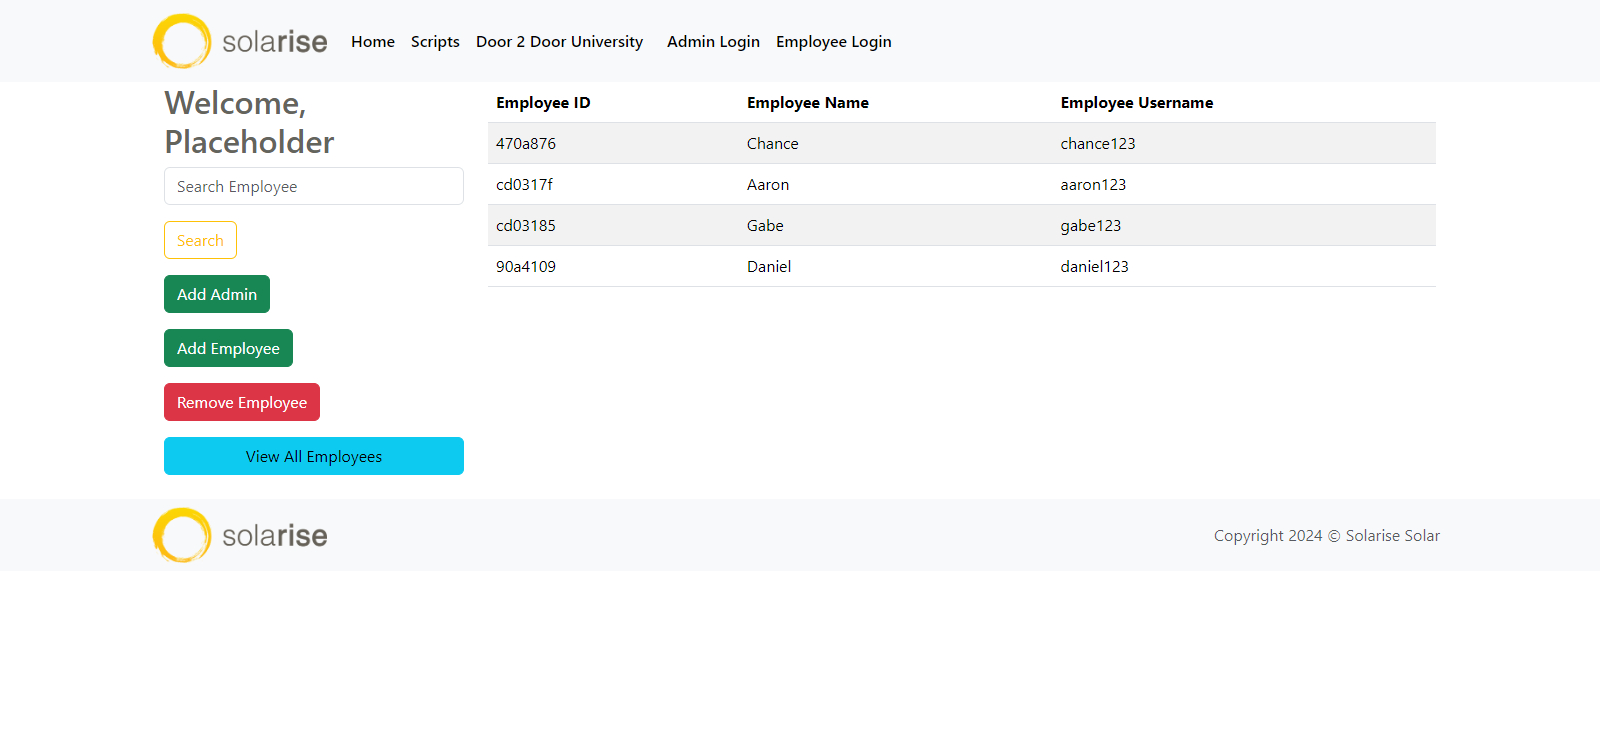 solarise Home Scripts Door 2 Door University Admin Login Employee Login
Welcome,
Placeholder
Search Employee
Search
Add Admin
Add Employee
Remove Employee
View All Employees
Employee ID Employee Name Employee Username
470a876 Chance chance123
cd0317f Aaron aaron123
cd03185 Gabe gabe123
90a4109 Daniel daniel123
solarise Copyright 2024 © Solarise Solar